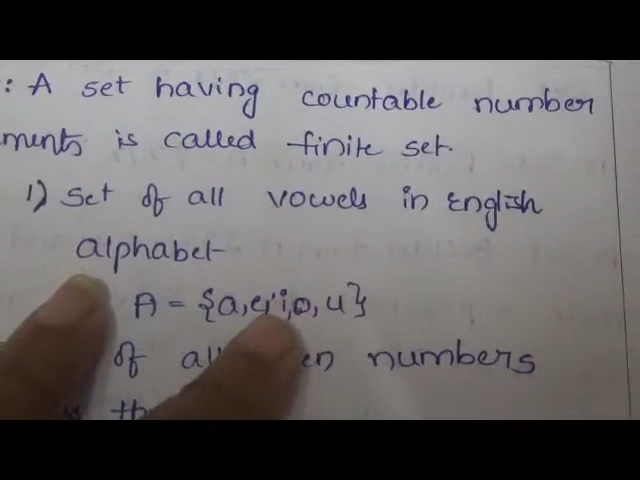 : A set having countable number
ments is called finite set.
1) Set of all vowels in English
alphabet
A = {a,e,i,o,u}
of all numbers